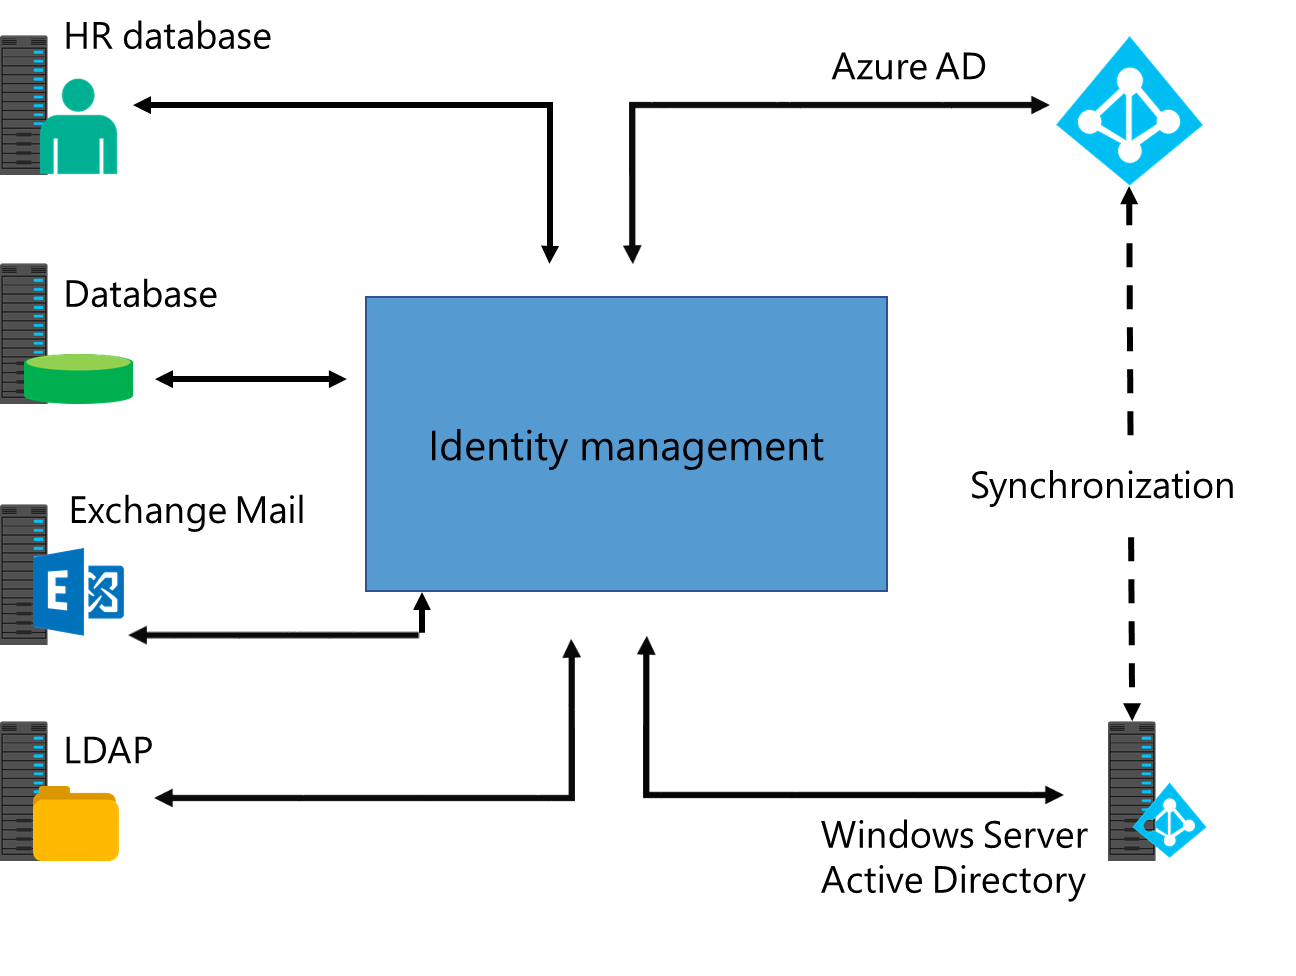 HR database
Azure AD
Database
Identity management
Synchronization
Exchange Mail
E
LDAP
Windows Server
Active Directory